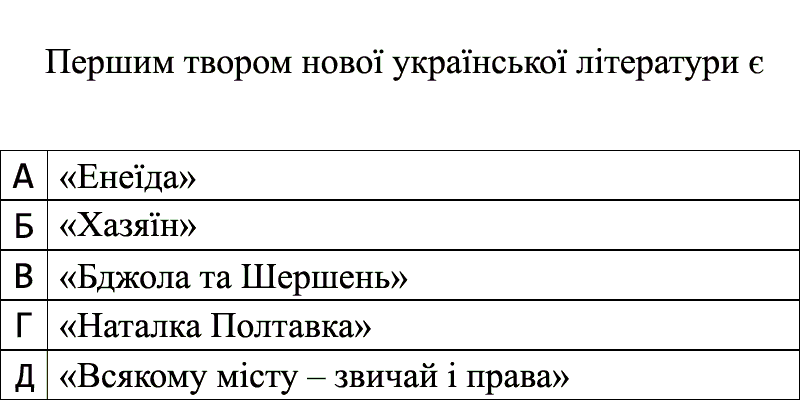 Першим твором нової української літератури є
А «Енеїда»
Б «Хазяїн»
В «Бджола та Шершень»
Г «Наталка Полтавка»
Д «Всякому місту – звичай і права»